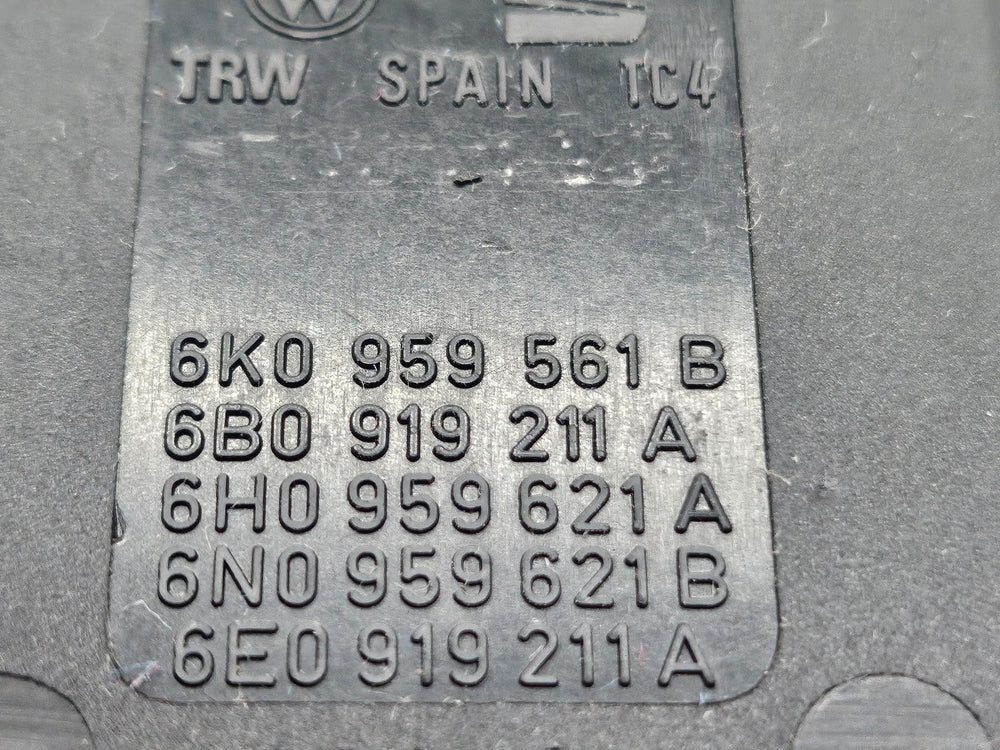 TRW SPAIN TC4
6K0 959 561 B
6B0 919 211 A
6H0 959 621 A
6N0 959 621 B
6E0 919 211 A